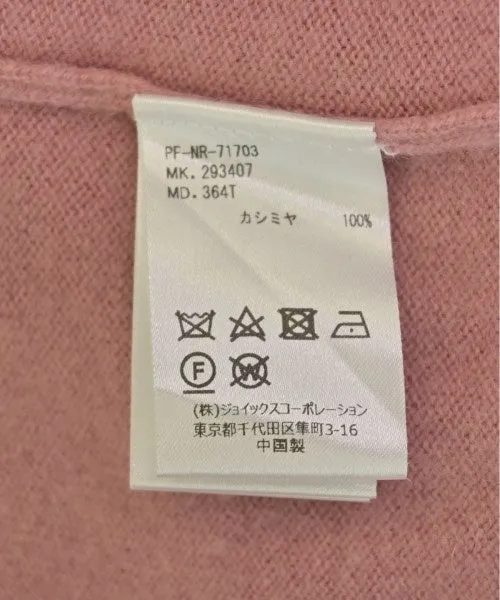 PF-NR-71703
MK. 293407
MD. 364T
カシミヤ 100%
F W
(株)ジョイックスコーポレーション
東京都千代田区隼町3-16
中国製